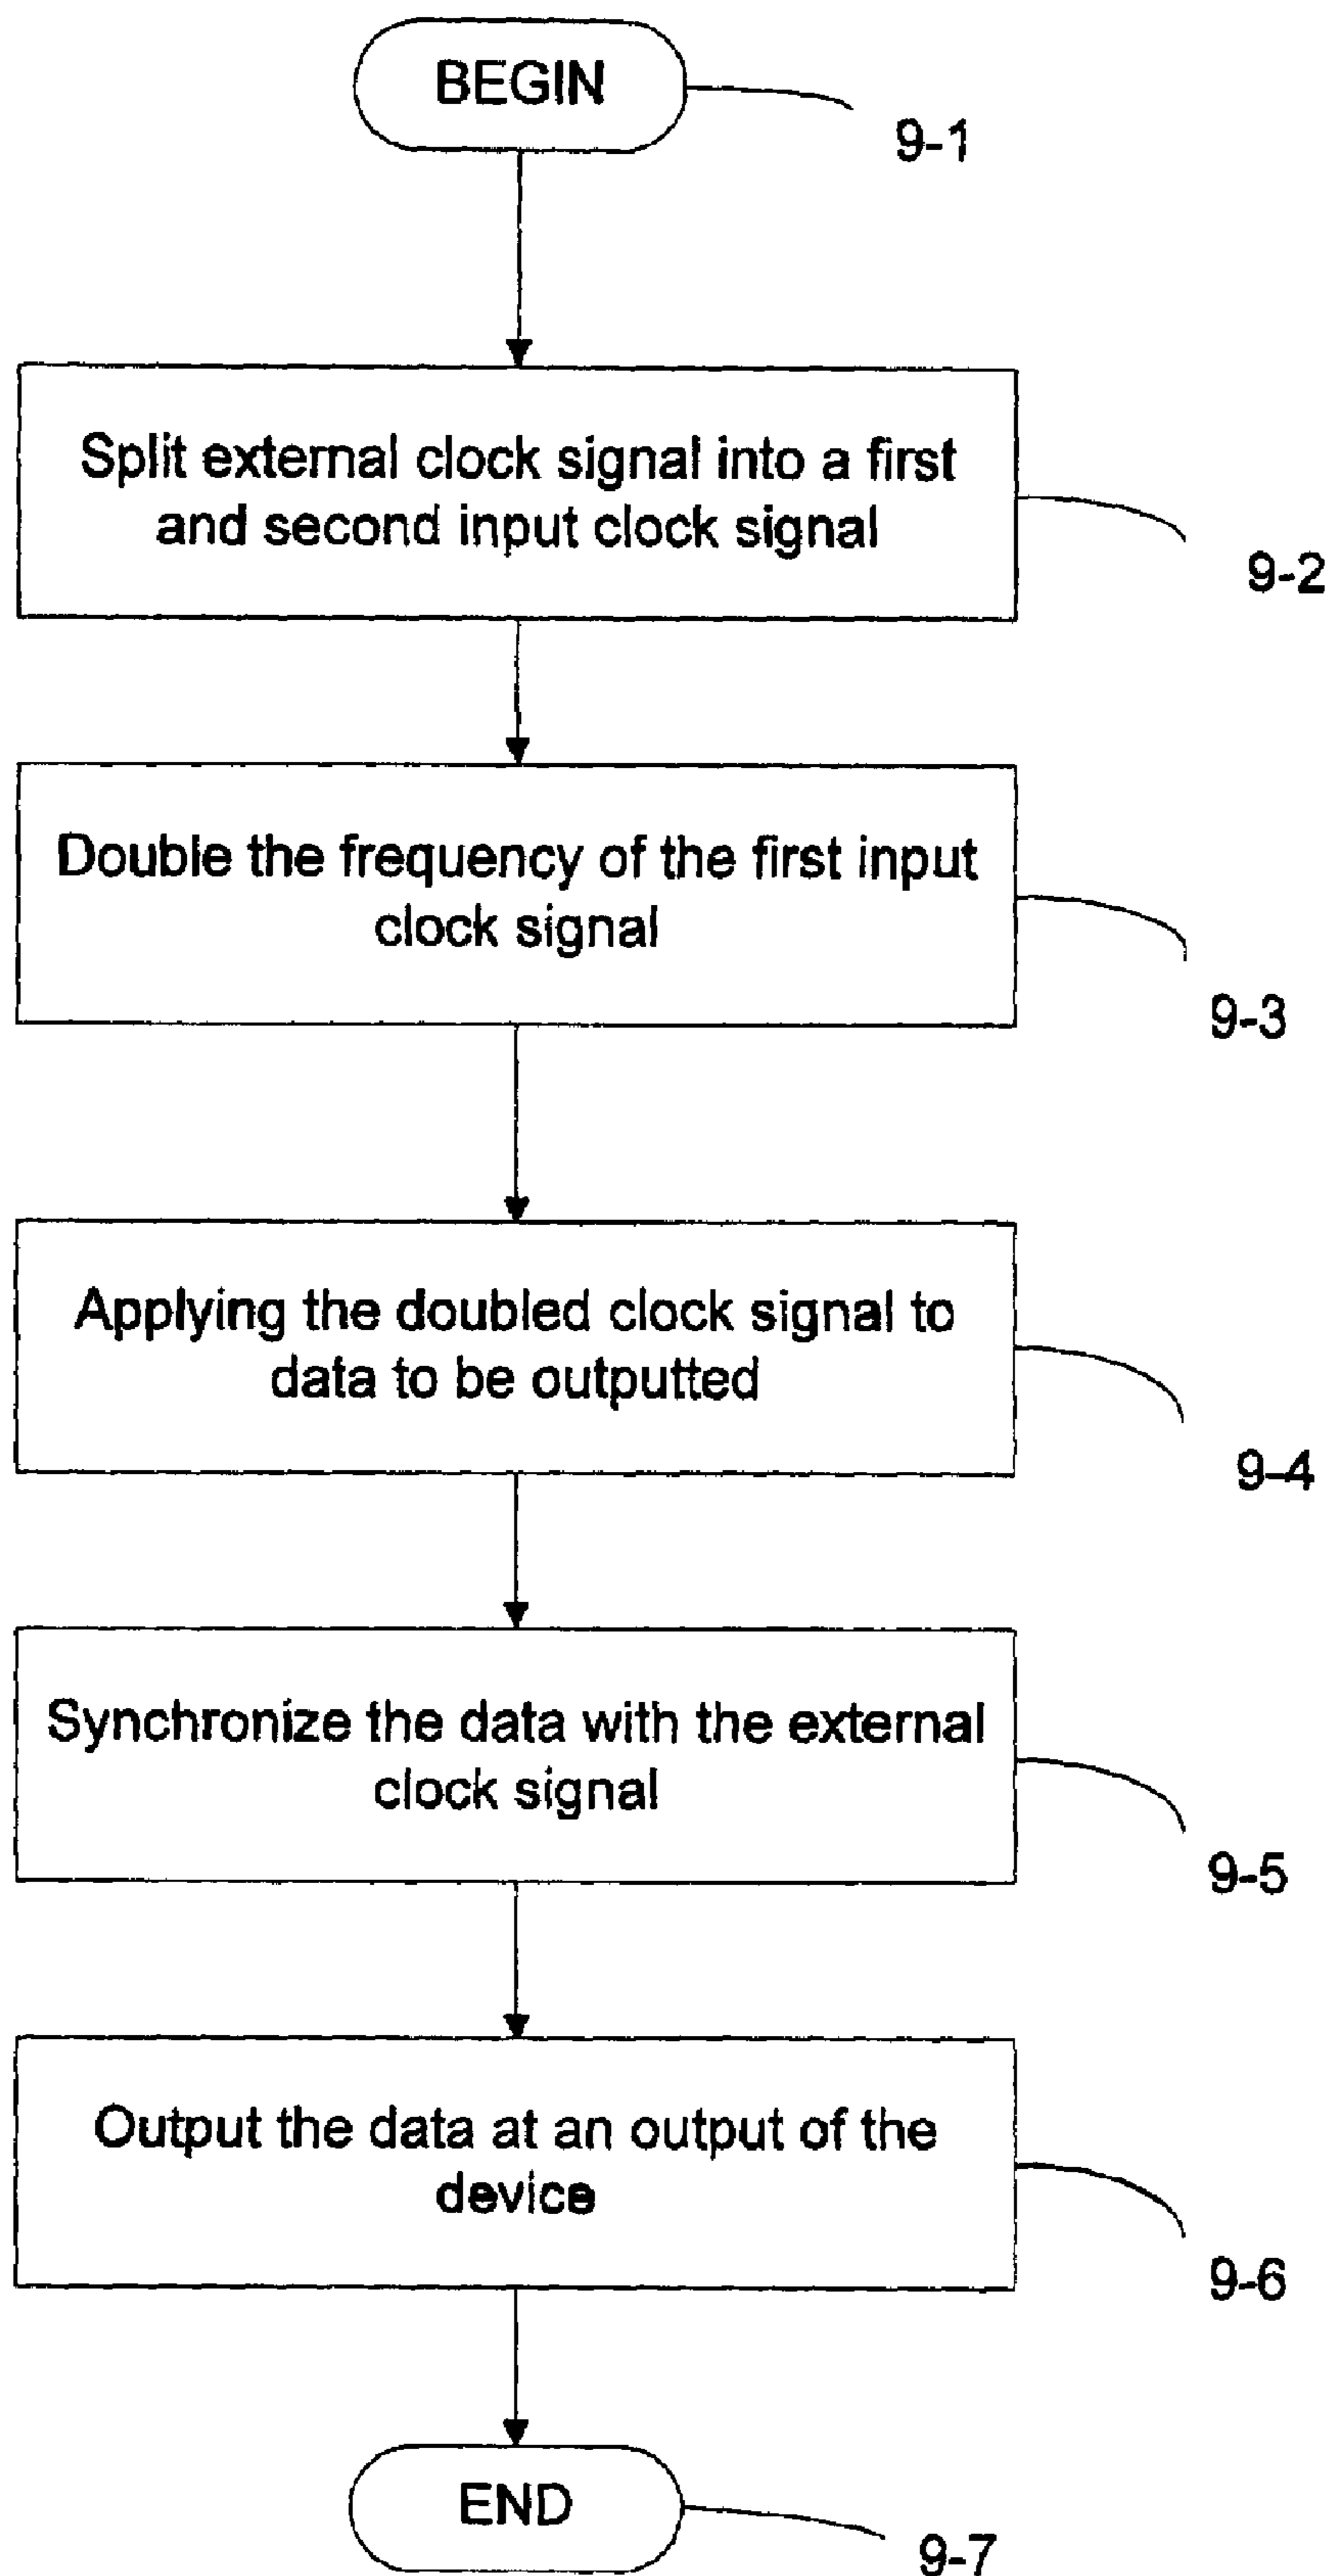 BEGIN
9-1
Split external clock signal into a first
and second input clock signal
9-2
Double the frequency of the first input
clock signal
9-3
Applying the doubled clock signal to
data to be outputted
9-4
Synchronize the data with the external
clock signal
9-5
Output the data at an output of the
device
9-6
END
9-7